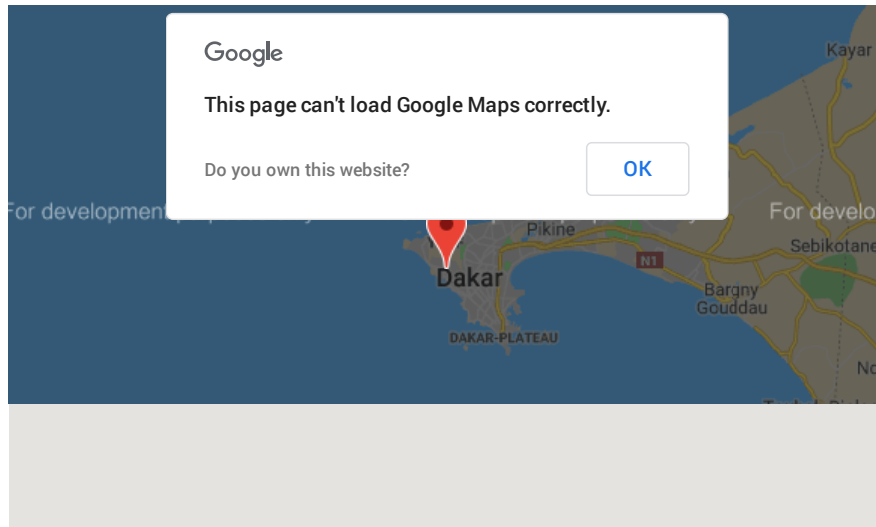 Google
Kayar
This page can't load Google Maps correctly.
Do you own this website?
OK
For development
For develo
Pikine
Sebikotane
N1
Dakar
Bargny
Gouddau
DAKAR-PLATEAU